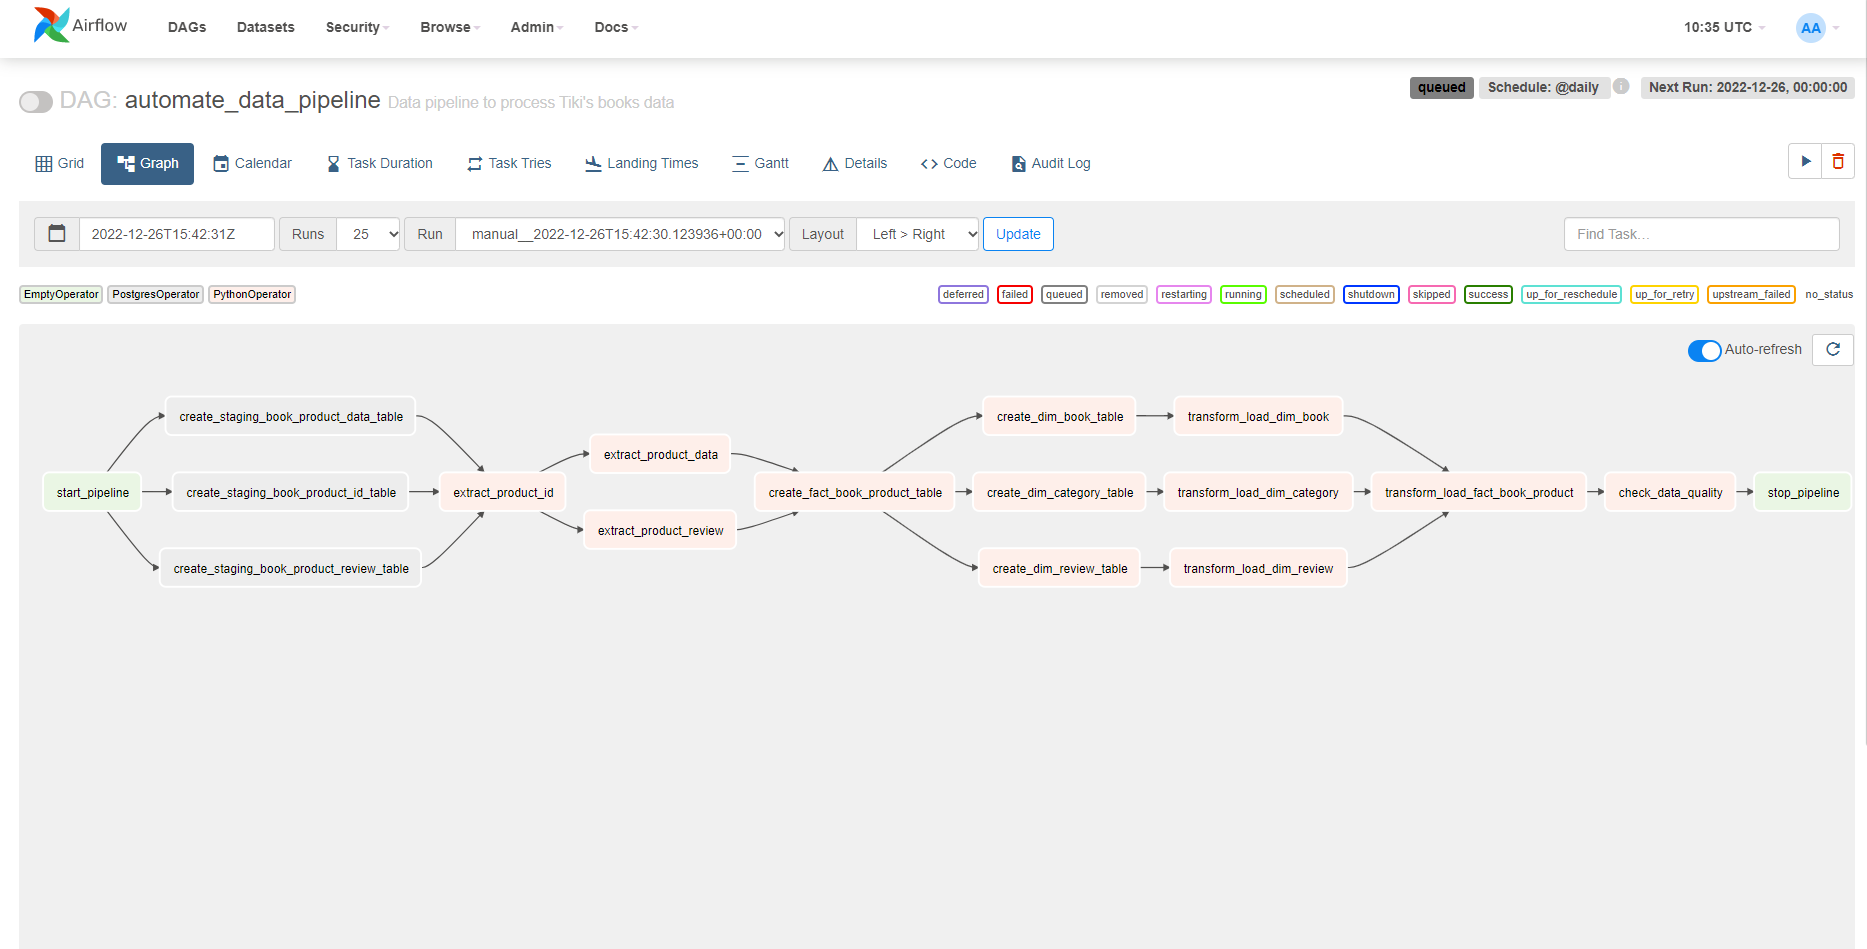 Airflow DAGs Datasets Security Browse Admin Docs 10:35 UTC AA
DAG: automate_data_pipeline Data pipeline to process Tiki's books data
queued Schedule: @daily i Next Run: 2022-12-26, 00:00:00
Grid Graph Calendar Task Duration Task Tries Landing Times Gantt Details Code Audit Log
2022-12-26T15:42:31Z Runs 25 Run manual__2022-12-26T15:42:30.123936+00:00 Layout Left > Right Update Find Task...
EmptyOperator PostgresOperator PythonOperator deferred failed queued removed restarting running scheduled shutdown skipped success up_for_reschedule up_for_retry upstream_failed no_status
Auto-refresh
create_staging_book_product_data_table create_dim_book_table transform_load_dim_book
extract_product_data
start_pipeline create_staging_book_product_id_table extract_product_id create_fact_book_product_table create_dim_category_table transform_load_dim_category transform_load_fact_book_product check_data_quality stop_pipeline
extract_product_review
create_staging_book_product_review_table create_dim_review_table transform_load_dim_review